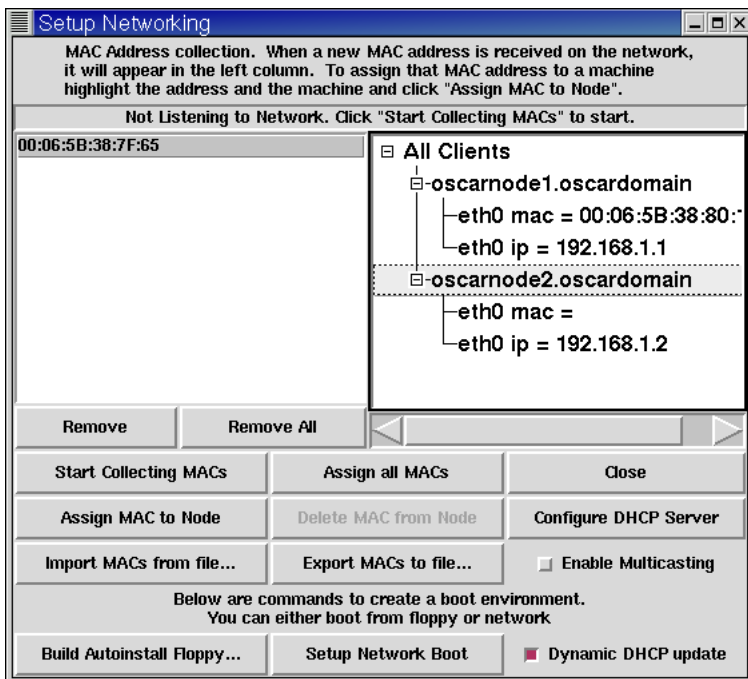 Setup Networking
MAC Address collection. When a new MAC address is received on the network,
it will appear in the left column. To assign that MAC address to a machine
highlight the address and the machine and click "Assign MAC to Node".
Not Listening to Network. Click "Start Collecting MACs" to start.
00:06:5B:38:7F:65
All Clients
oscarnode1.oscardomain
eth0 mac = 00:06:5B:38:80:
eth0 ip = 192.168.1.1
oscarnode2.oscardomain
eth0 mac =
eth0 ip = 192.168.1.2
Remove Remove All
Start Collecting MACs Assign all MACs Close
Assign MAC to Node Delete MAC from Node Configure DHCP Server
Import MACs from file... Export MACs to file... Enable Multicasting
Below are commands to create a boot environment.
You can either boot from floppy or network
Build Autoinstall Floppy... Setup Network Boot Dynamic DHCP update